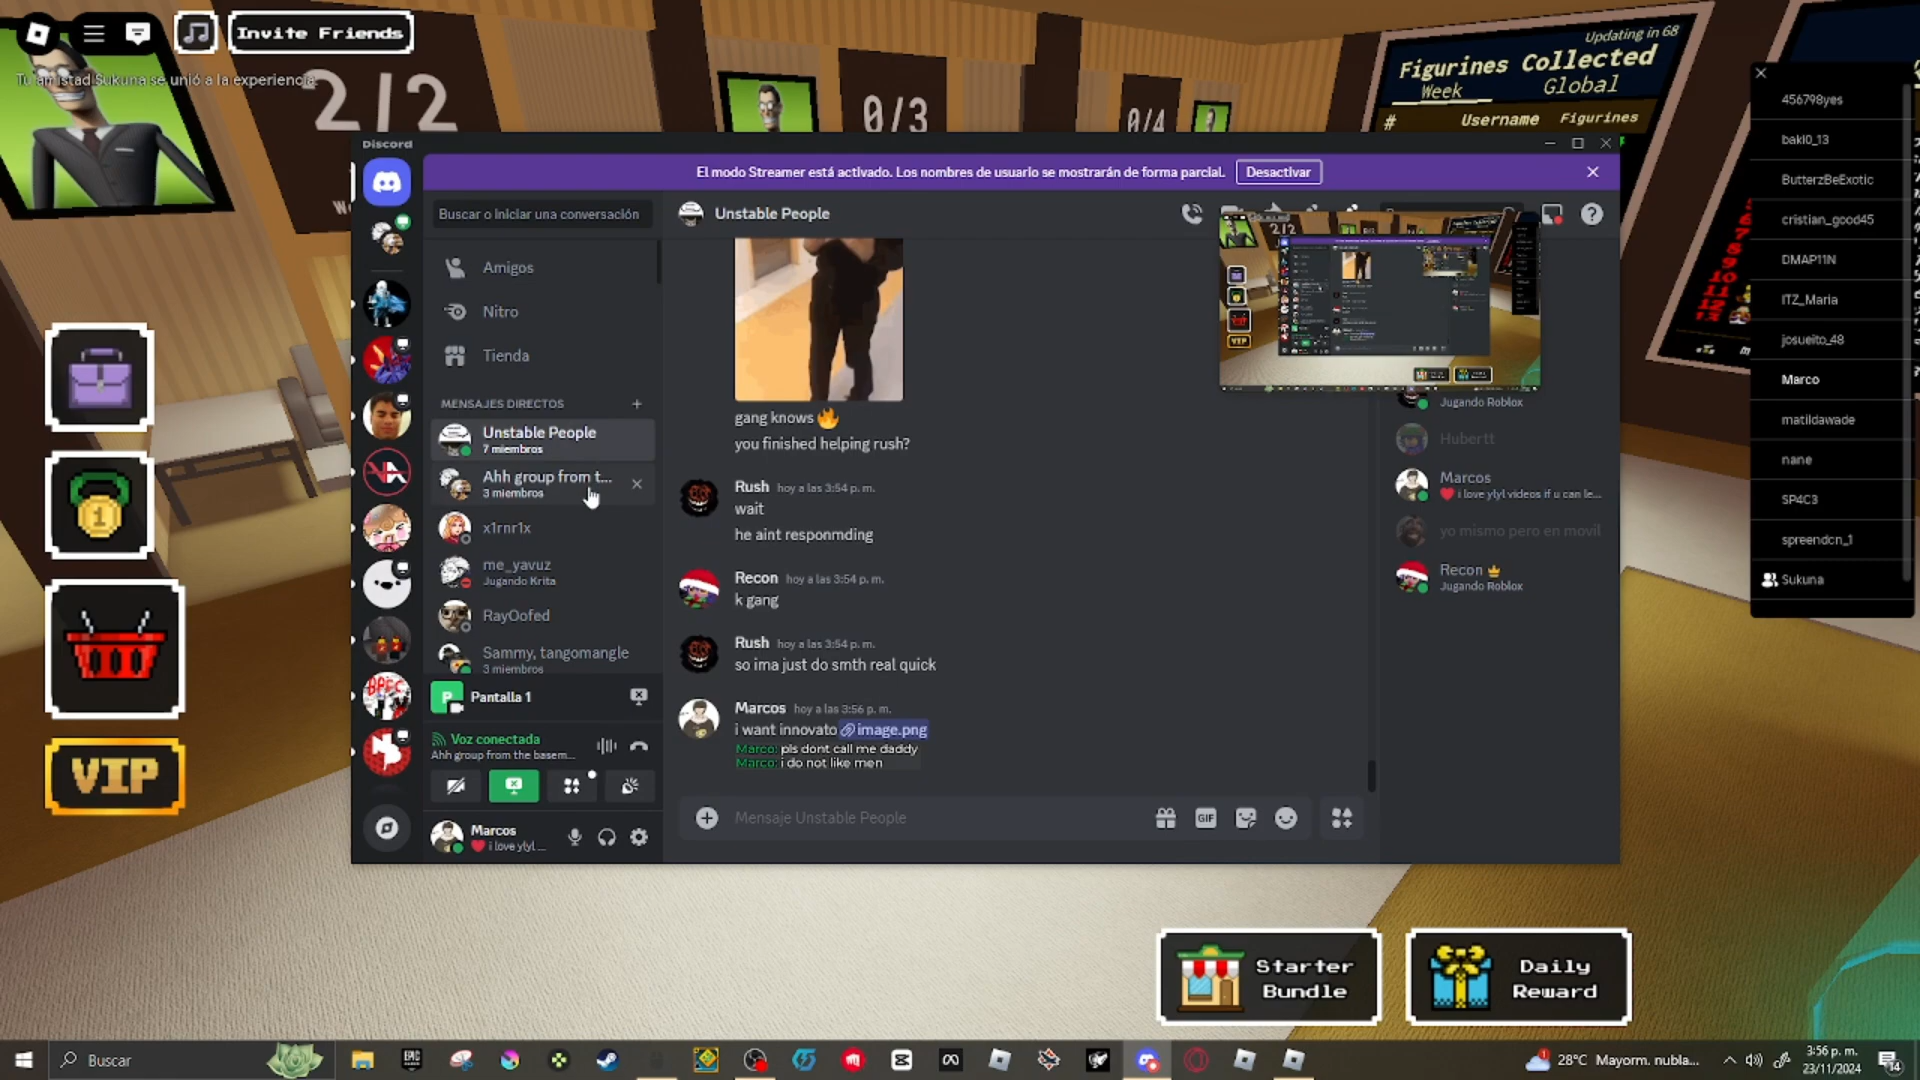 Invite Friends
Tu amistad Sukuna se unió a la experiencia.
2/2
0/3
0/4
Updating in 68
Figurines Collected
Week
Global
#
Username
Figurines
Discord
El modo Streamer está activado. Los nombres de usuario se mostrarán de forma parcial.
Desactivar
Buscar o iniciar una conversación
Unstable People
Amigos
Nitro
Tienda
MENSAJES DIRECTOS
Unstable People
7 miembros
Ahh group from t...
3 miembros
x1rnr1x
me_yavuz
Jugando Krita
RayOofed
Sammy, tangomangle
3 miembros
Pantalla 1
Voz conectada
Ahh group from the basem...
Marcos
i love ylyl ...
gang knows 🔥
you finished helping rush?
Rush hoy a las 3:54 p. m.
wait
he aint responmding
Recon hoy a las 3:54 p. m.
k gang
Rush hoy a las 3:54 p. m.
so ima just do smth real quick
Marcos hoy a las 3:56 p. m.
i want innovato image.png
Marco: pls dont call me daddy
Marco: i do not like men
Mensaje Unstable People
GIF
Jugando Roblox
Hubertt
Marcos
i love ylyl videos if u can le...
yo mismo pero en movil
Recon
Jugando Roblox
456798yes
bakl0_13
ButterzBeExotic
cristian_good45
DMAP11N
ITZ_Maria
josueito_48
Marco
matildawade
nane
SP4C3
spreendcn_1
Sukuna
VIP
Starter
Bundle
Daily
Reward
Buscar
EPIC
28°C Mayorm. nubla...
3:56 p. m.
23/11/2024
14